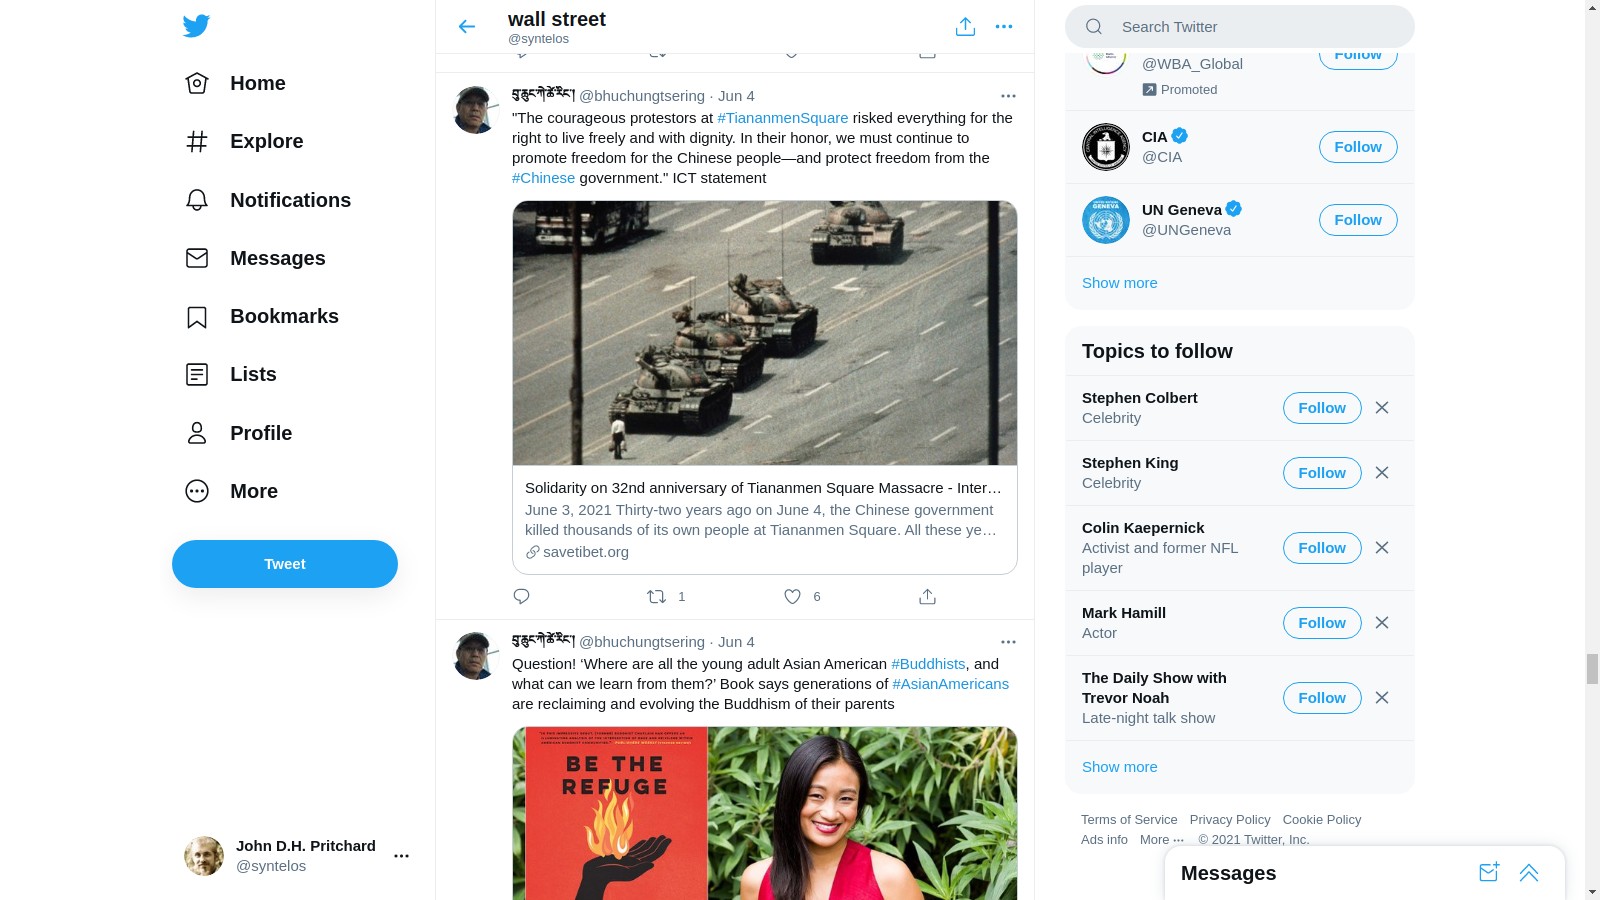 Home
Explore
Notifications
Messages
Bookmarks
Lists
Profile
More
Tweet
John D.H. Pritchard
@syntelos
wall street
@syntelos
བུ་ཆུང་ཀེ་ཚེ་རིང་། @bhuchungtsering · Jun 4
"The courageous protestors at #TiananmenSquare risked everything for the
right to live freely and with dignity. In their honor, we must continue to
promote freedom for the Chinese people—and protect freedom from the
#Chinese government." ICT statement
Solidarity on 32nd anniversary of Tiananmen Square Massacre - Inter…
June 3, 2021 Thirty-two years ago on June 4, the Chinese government
killed thousands of its own people at Tiananmen Square. All these ye…
savetibet.org
1 6
བུ་ཆུང་ཀེ་ཚེ་རིང་། @bhuchungtsering · Jun 4
Question! ‘Where are all the young adult Asian American #Buddhists, and
what can we learn from them?’ Book says generations of #AsianAmericans
are reclaiming and evolving the Buddhism of their parents
BE THE
REFUGE
Search Twitter
@WBA_Global
Follow
Promoted
CIA
@CIA
Follow
UN Geneva
@UNGeneva
Follow
Show more
Topics to follow
Stephen Colbert
Celebrity
Follow
Stephen King
Celebrity
Follow
Colin Kaepernick
Activist and former NFL
player
Follow
Mark Hamill
Actor
Follow
The Daily Show with
Trevor Noah
Late-night talk show
Follow
Show more
Terms of Service Privacy Policy Cookie Policy
Ads info More ··· © 2021 Twitter, Inc.
Messages